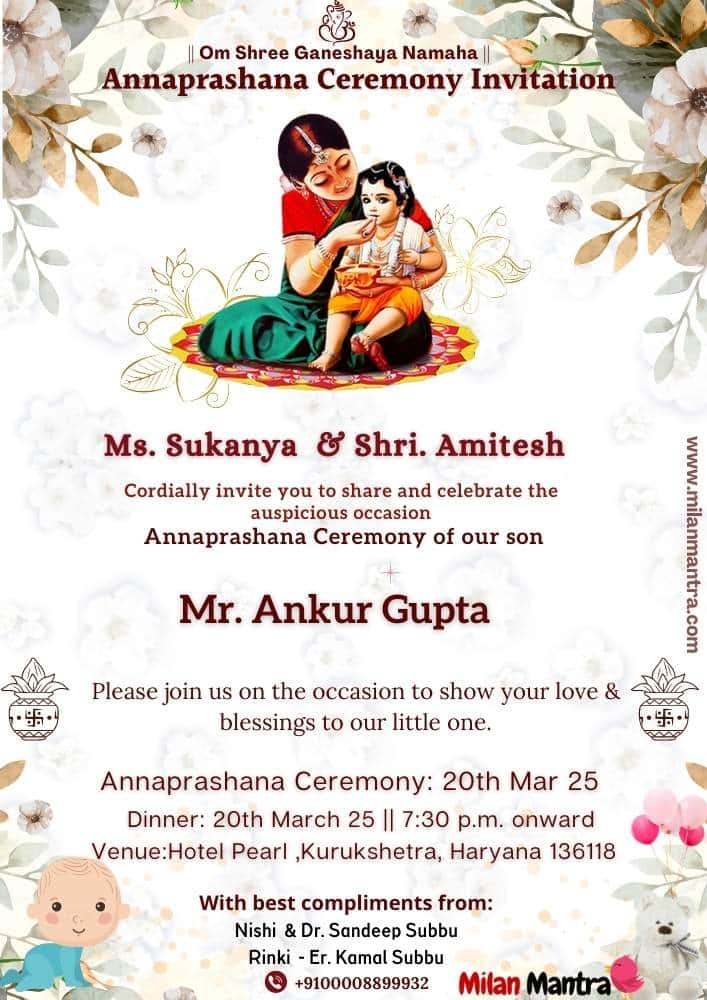 || Om Shree Ganeshaya Namaha ||
Annaprashana Ceremony Invitation
Ms. Sukanya & Shri. Amitesh
Cordially invite you to share and celebrate the
auspicious occasion
Annaprashana Ceremony of our son
Mr. Ankur Gupta
www.milanmantra.com
Please join us on the occasion to show your love &
blessings to our little one.
Annaprashana Ceremony: 20th Mar 25
Dinner: 20th March 25 || 7:30 p.m. onward
Venue:Hotel Pearl ,Kurukshetra, Haryana 136118
With best compliments from:
Nishi & Dr. Sandeep Subbu
Rinki - Er. Kamal Subbu
+9100008899932
Milan Mantra